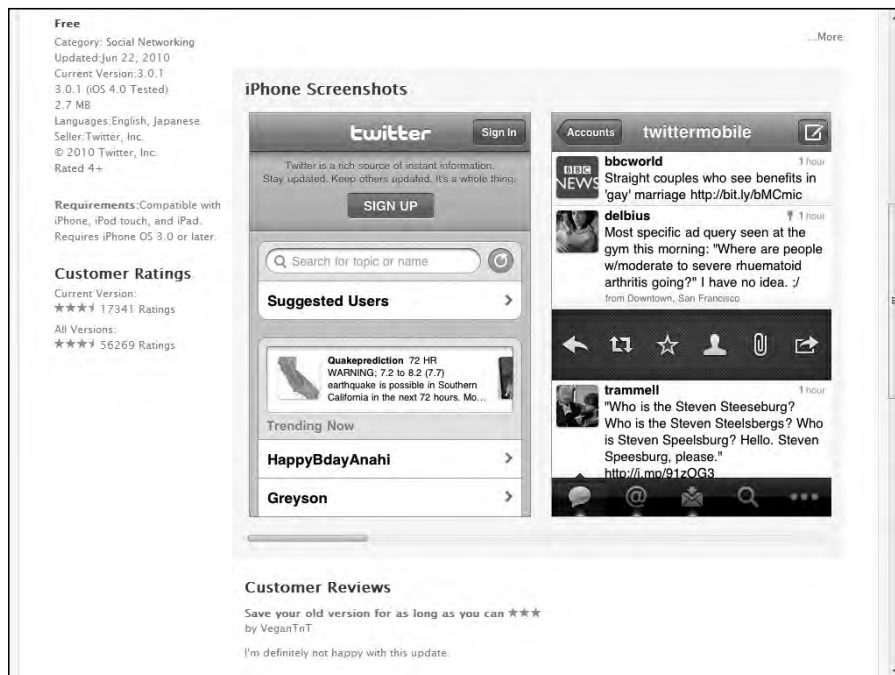 Free
Category: Social Networking
Updated:Jun 22, 2010
Current Version:3.0.1
3.0.1 (iOS 4.0 Tested)
2.7 MB
Languages:English, Japanese
Seller:Twitter, Inc.
© 2010 Twitter, Inc.
Rated 4+
Requirements:Compatible with
iPhone, iPod touch, and iPad.
Requires iPhone OS 3.0 or later.
Customer Ratings
Current Version:
17341 Ratings
All Versions:
56269 Ratings
...More
iPhone Screenshots
twitter
Sign In
Twitter is a rich source of instant information.
Stay updated. Keep others updated. It's a whole thing.
SIGN UP
Search for topic or name
Suggested Users
Quakeprediction 72 HR
WARNING; 7.2 to 8.2 (7.7)
earthquake is possible in Southern
California in the next 72 hours. Mo...
Trending Now
HappyBdayAnahi
Greyson
Accounts
twittermobile
BBC
NEWS
bbcworld 1 hour
Straight couples who see benefits in
'gay' marriage http://bit.ly/bMCmic
delbius 1 hour
Most specific ad query seen at the
gym this morning: "Where are people
w/moderate to severe rhuematoid
arthritis going?" I have no idea. :/
from Downtown, San Francisco
trammell 1 hour
"Who is the Steven Steeseburg?
Who is the Steven Steelsbergs? Who
is Steven Speelsburg? Hello. Steven
Speesburg, please."
http://j.mp/91zOG3
Customer Reviews
Save your old version for as long as you can ★★★
by VeganTnT
I'm definitely not happy with this update.